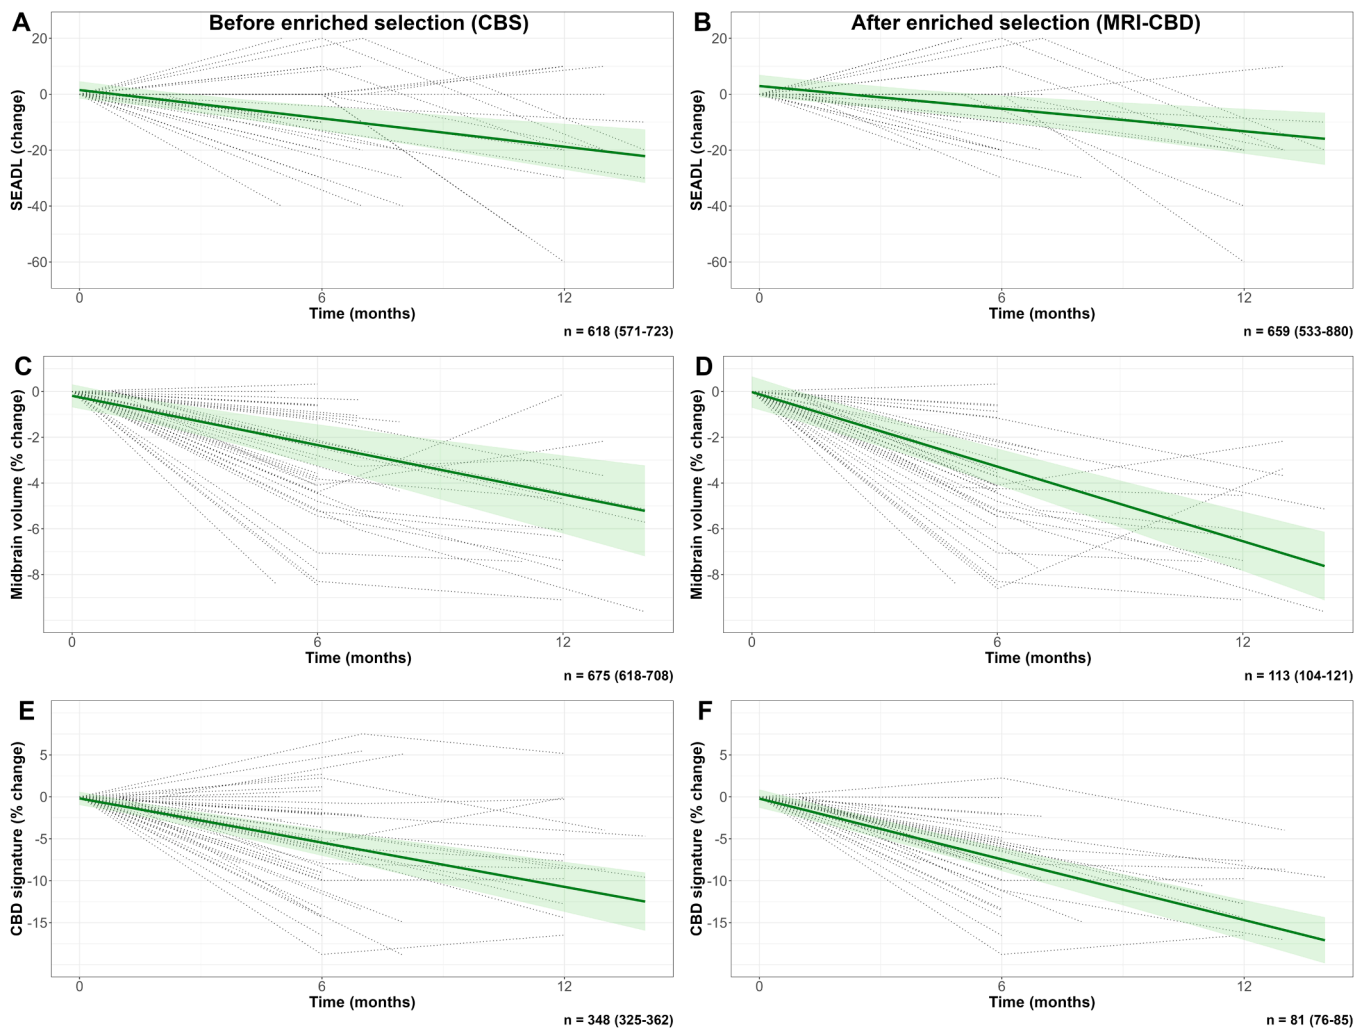 A Before enriched selection (CBS)
B After enriched selection (MRI-CBD)
SEADL (change)
20
0
-20
-40
-60
0 6 12
Time (months)
n = 618 (571-723)
SEADL (change)
20
0
-20
-40
-60
0 6 12
Time (months)
n = 659 (533-880)
C
Midbrain volume (% change)
0
-2
-4
-6
-8
0 6 12
Time (months)
n = 675 (618-708)
D
Midbrain volume (% change)
0
-2
-4
-6
-8
0 6 12
Time (months)
n = 113 (104-121)
E
CBD signature (% change)
5
0
-5
-10
-15
0 6 12
Time (months)
n = 348 (325-362)
F
CBD signature (% change)
5
0
-5
-10
-15
0 6 12
Time (months)
n = 81 (76-85)